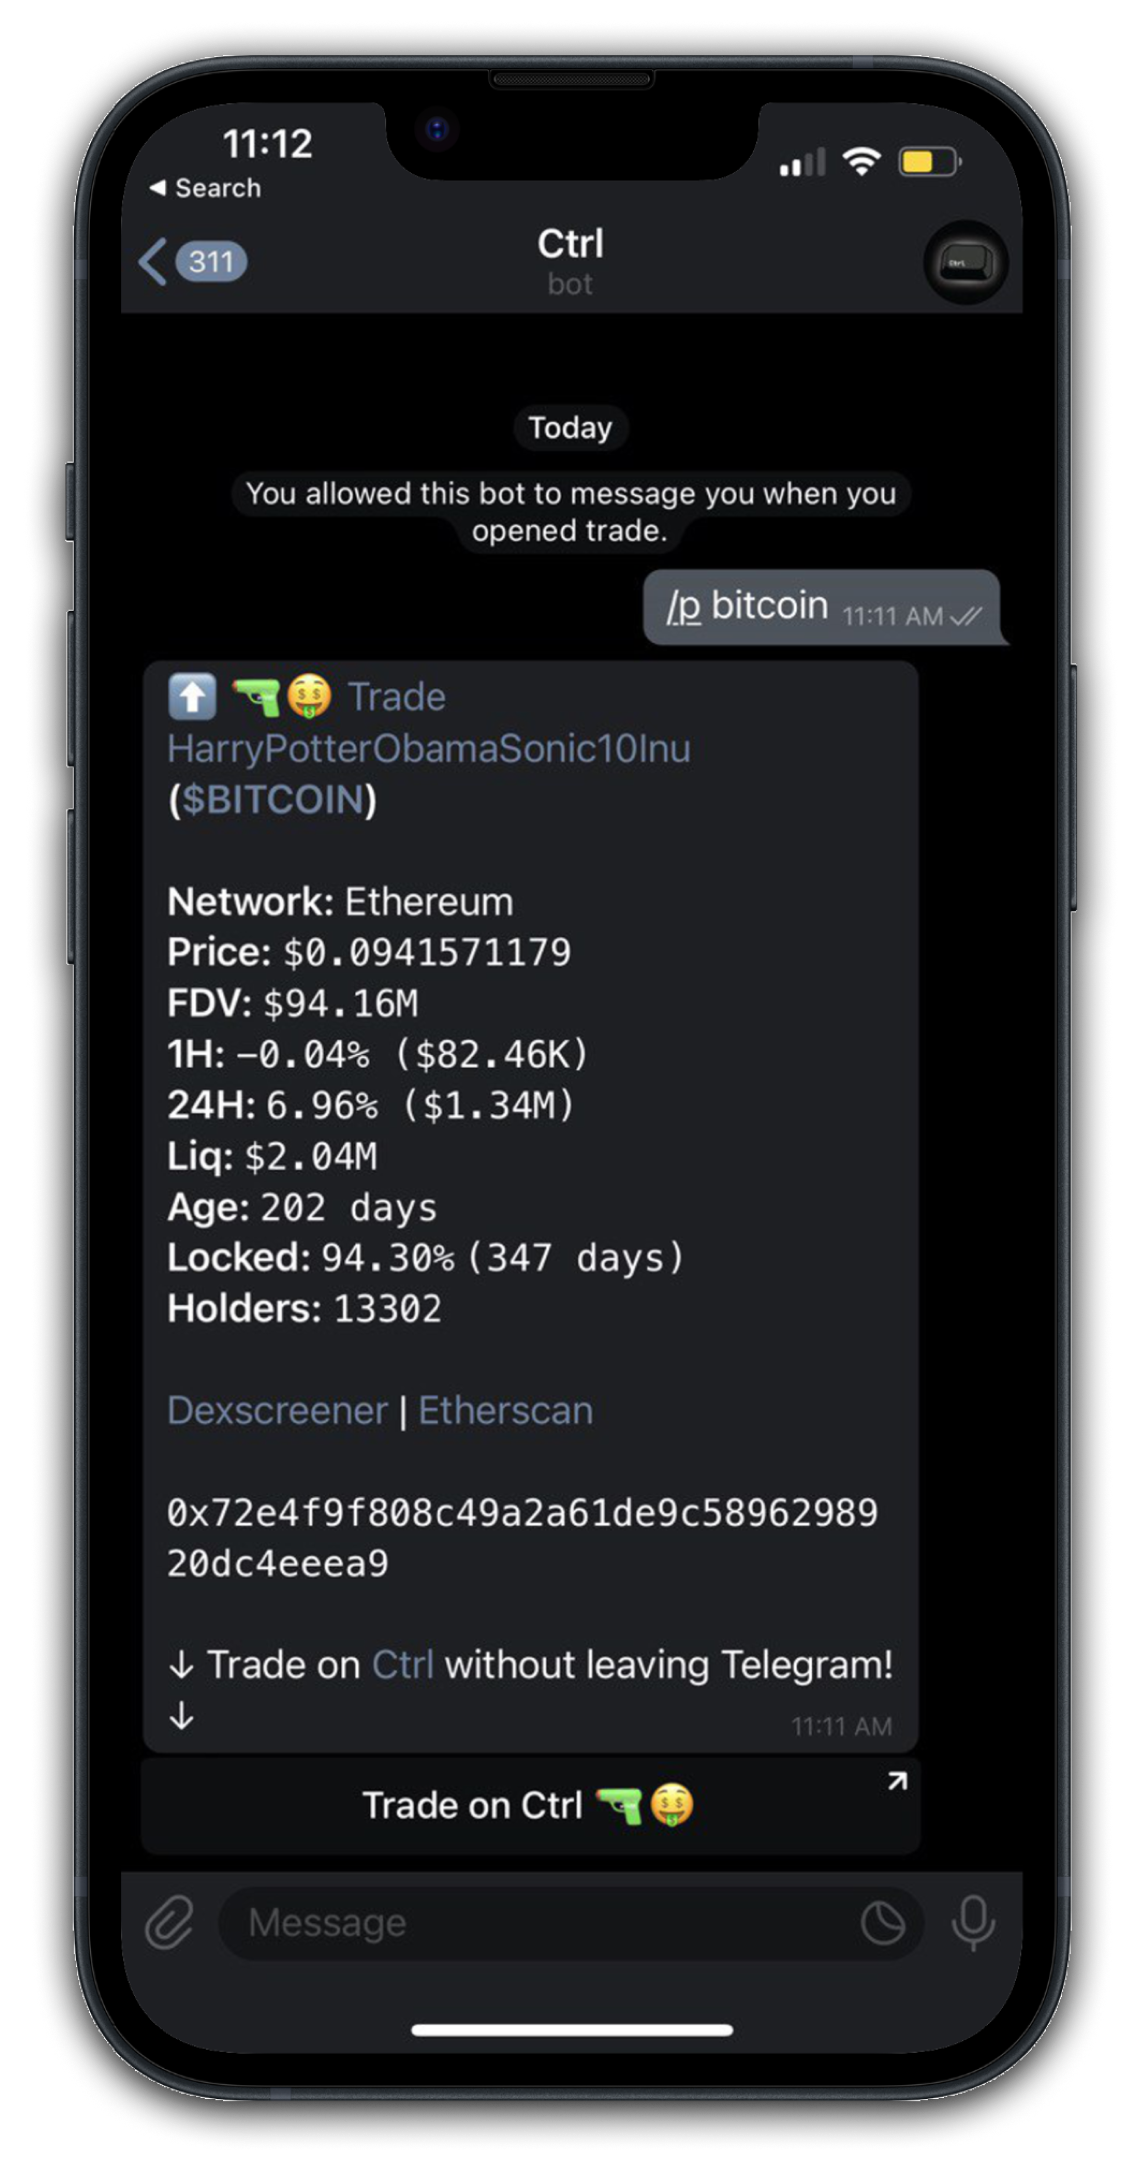 11:12
◀ Search
311
Ctrl
bot
Ctrl
Today
You allowed this bot to message you when you
opened trade.
/p bitcoin 11:11 AM
⬆️ 🔫🤑 Trade
HarryPotterObamaSonic10Inu
($BITCOIN)
Network: Ethereum
Price: $0.0941571179
FDV: $94.16M
1H: −0.04% ($82.46K)
24H: 6.96% ($1.34M)
Liq: $2.04M
Age: 202 days
Locked: 94.30% (347 days)
Holders: 13302
Dexscreener | Etherscan
0x72e4f9f808c49a2a61de9c58962989
20dc4eeea9
↓ Trade on Ctrl without leaving Telegram!
↓
11:11 AM
Trade on Ctrl 🔫🤑
Message